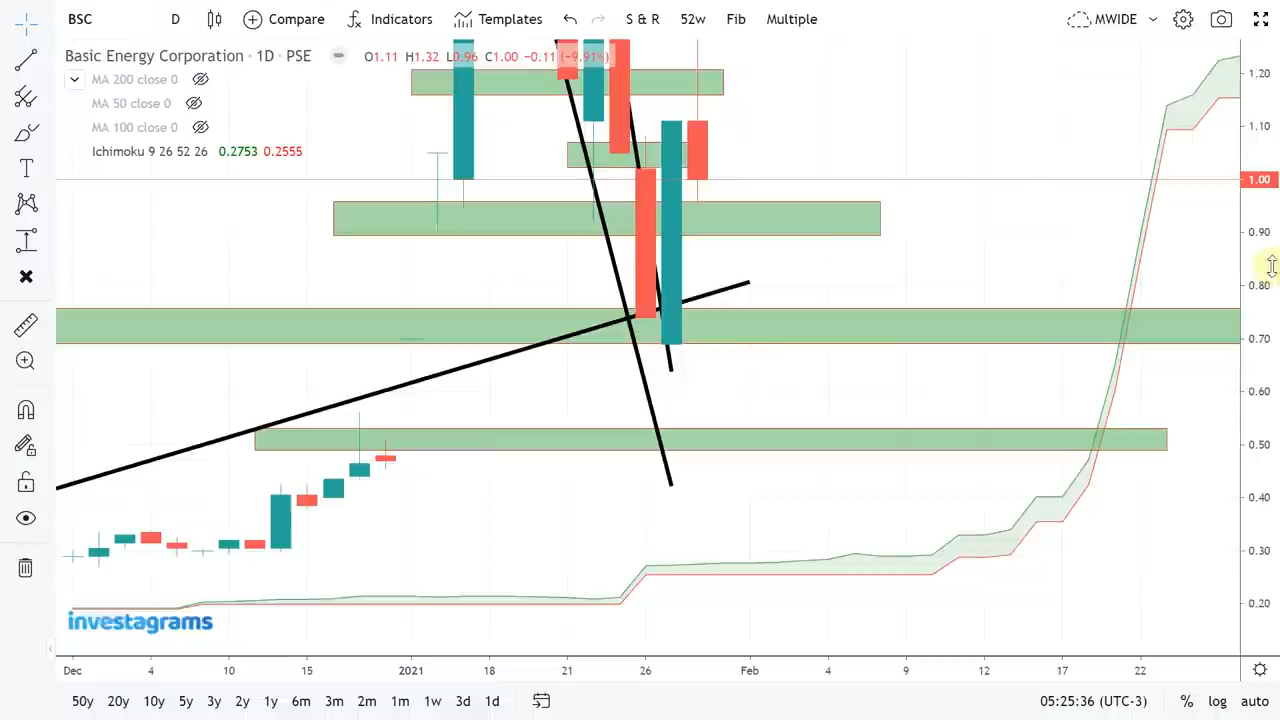 BSC D Compare Indicators Templates S & R 52w Fib Multiple MWIDE
Basic Energy Corporation · 1D · PSE O1.11 H1.32 L0.96 C1.00 −0.11 (−9.91%)
MA 200 close 0
MA 50 close 0
MA 100 close 0
Ichimoku 9 26 52 26 0.2753 0.2555
1.20
1.10
1.00
0.90
0.80
0.70
0.60
0.50
0.40
0.30
0.20
investagrams
Dec 4 10 15 2021 18 21 26 Feb 4 9 12 17 22
50y 20y 10y 5y 3y 2y 1y 6m 3m 2m 1m 1w 3d 1d 05:25:36 (UTC-3) % log auto